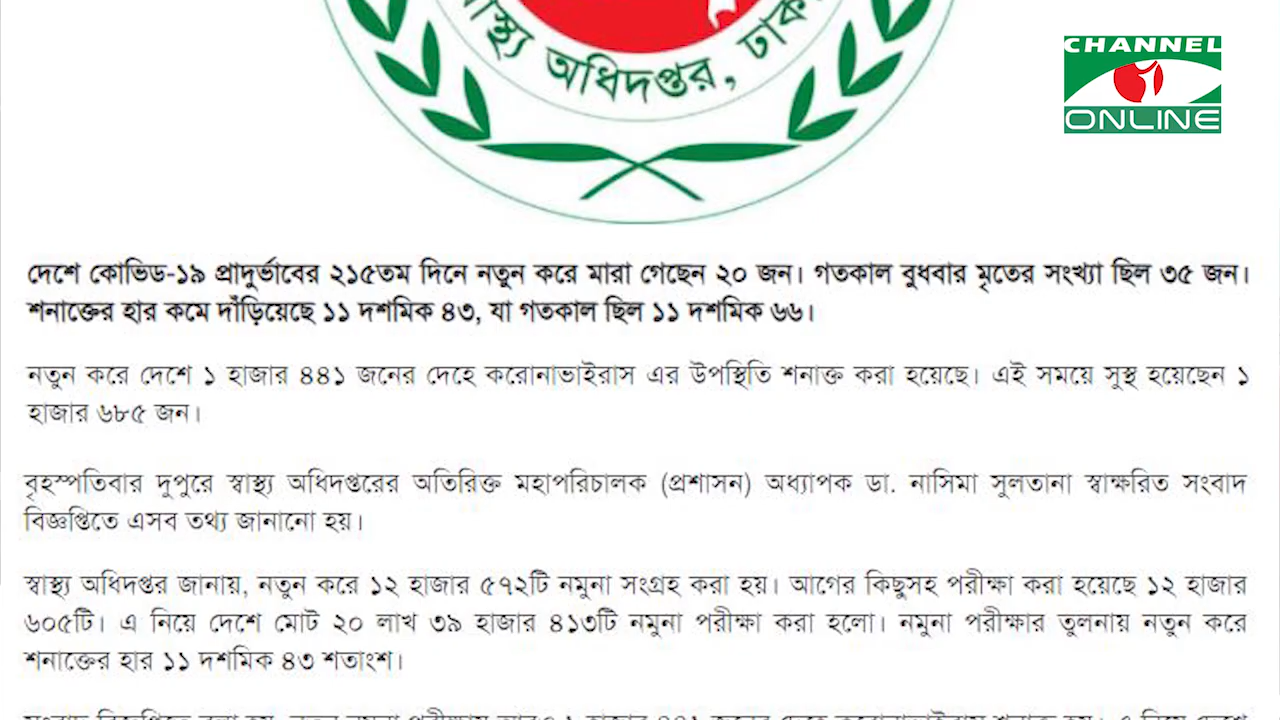 স্বাস্থ্য অধিদপ্তর, ঢাকা
CHANNEL
ONLINE
দেশে কোভিড-১৯ প্রাদুর্ভাবের ২১৫তম দিনে নতুন করে মারা গেছেন ২০ জন। গতকাল বুধবার মৃতের সংখ্যা ছিল ৩৫ জন।
শনাক্তের হার কমে দাঁড়িয়েছে ১১ দশমিক ৪৩, যা গতকাল ছিল ১১ দশমিক ৬৬।
নতুন করে দেশে ১ হাজার ৪৪১ জনের দেহে করোনাভাইরাস এর উপস্থিতি শনাক্ত করা হয়েছে। এই সময়ে সুস্থ হয়েছেন ১
হাজার ৬৮৫ জন।
বৃহস্পতিবার দুপুরে স্বাস্থ্য অধিদপ্তরের অতিরিক্ত মহাপরিচালক (প্রশাসন) অধ্যাপক ডা. নাসিমা সুলতানা স্বাক্ষরিত সংবাদ
বিজ্ঞপ্তিতে এসব তথ্য জানানো হয়।
স্বাস্থ্য অধিদপ্তর জানায়, নতুন করে ১২ হাজার ৫৭২টি নমুনা সংগ্রহ করা হয়। আগের কিছুসহ পরীক্ষা করা হয়েছে ১২ হাজার
৬০৫টি। এ নিয়ে দেশে মোট ২০ লাখ ৩৯ হাজার ৪১৩টি নমুনা পরীক্ষা করা হলো। নমুনা পরীক্ষার তুলনায় নতুন করে
শনাক্তের হার ১১ দশমিক ৪৩ শতাংশ।